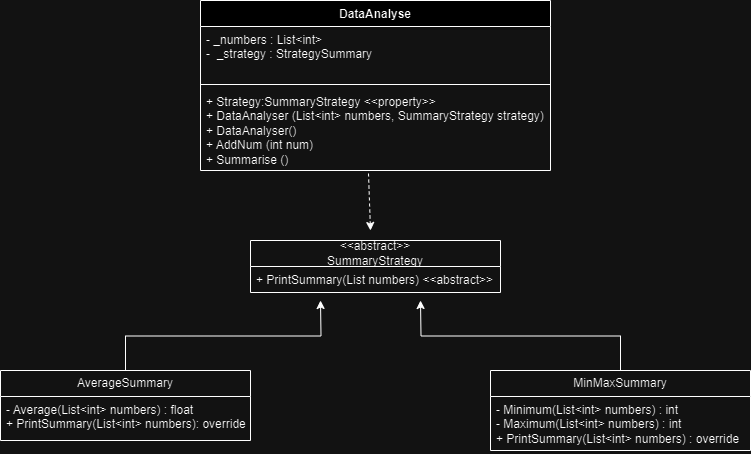 DataAnalyse
- _numbers : List<int>
- _strategy : StrategySummary
+ Strategy:SummaryStrategy <<property>>
+ DataAnalyser (List<int> numbers, SummaryStrategy strategy)
+ DataAnalyser()
+ AddNum (int num)
+ Summarise ()
<<abstract>>
SummaryStrategy
+ PrintSummary(List numbers) <<abstract>>
AverageSummary
- Average(List<int> numbers) : float
+ PrintSummary(List<int> numbers): override
MinMaxSummary
- Minimum(List<int> numbers) : int
- Maximum(List<int> numbers) : int
+ PrintSummary(List<int> numbers) : override